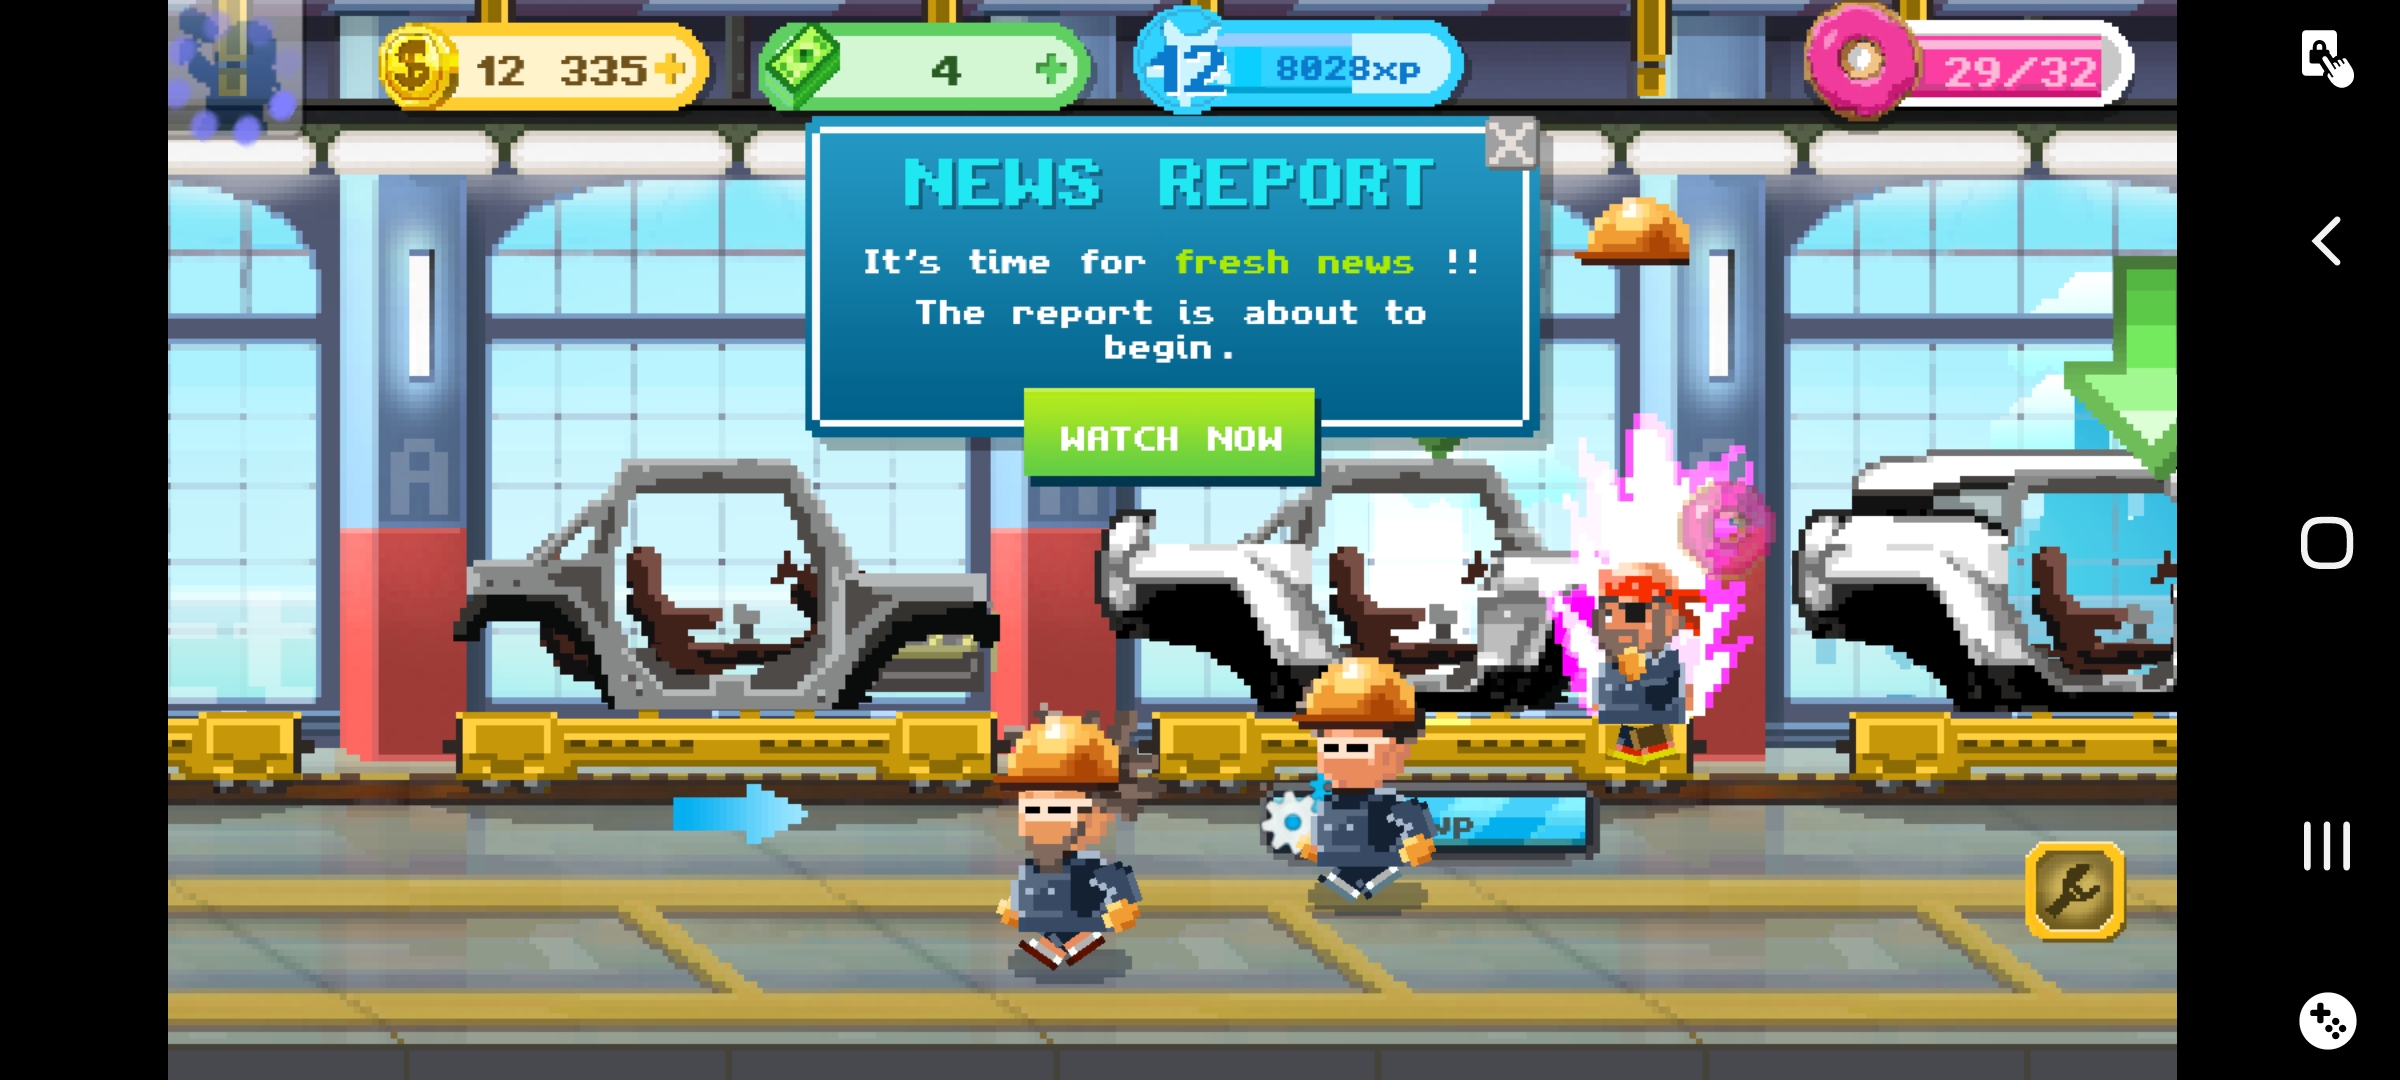 12 335
4
12 8028xp
29/32
NEWS REPORT
It's time for fresh news !!
The report is about to
begin.
WATCH NOW
A